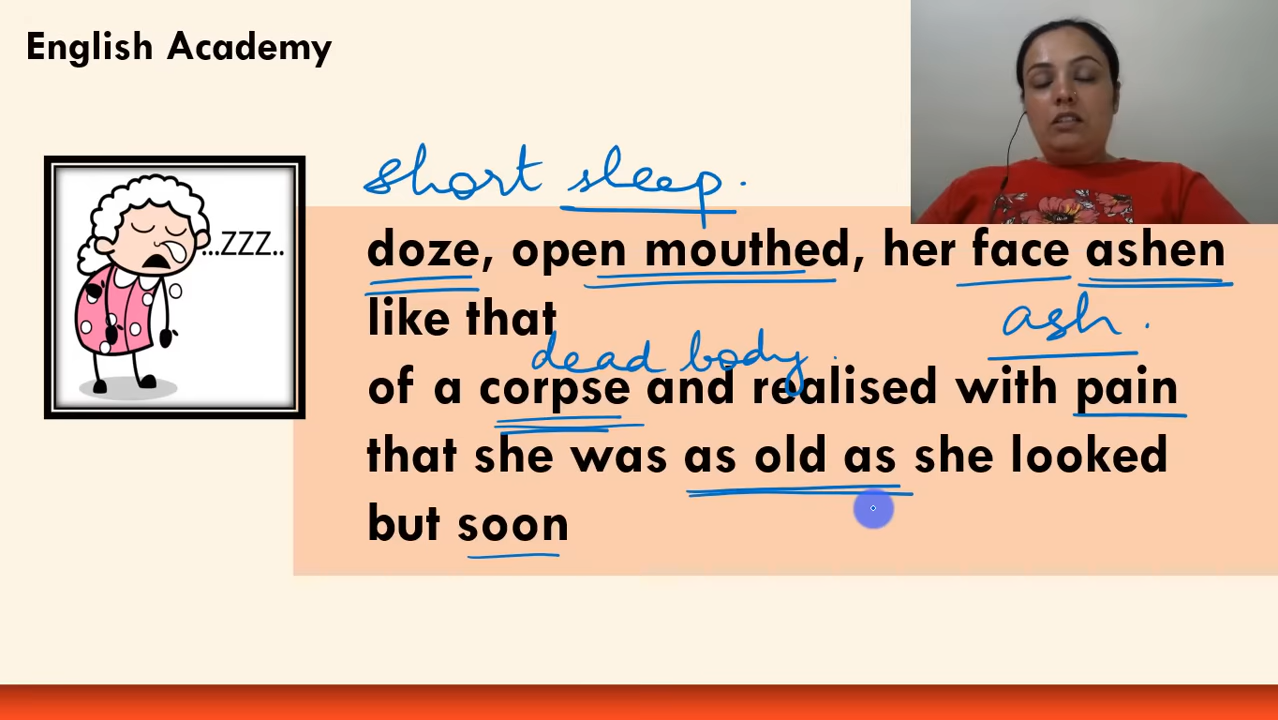 English Academy
short sleep.
...ZZZ..
doze, open mouthed, her face ashen
like that
ash.
dead body.
of a corpse and realised with pain
that she was as old as she looked
but soon